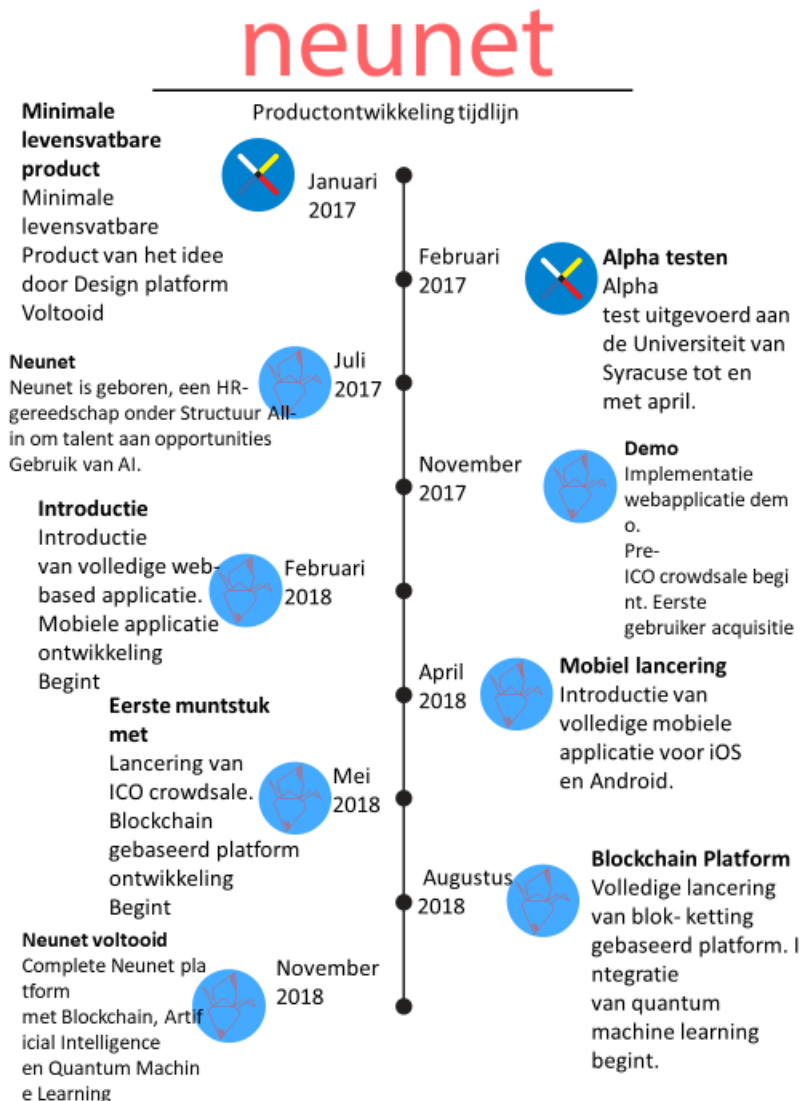 neunet
Productontwikkeling tijdlijn
Minimale
levensvatbare
product
Minimale
levensvatbare
Product van het idee
door Design platform
Voltooid
Januari
2017
Februari
2017
Alpha testen
Alpha
test uitgevoerd aan
de Universiteit van
Syracuse tot en
met april.
Neunet
Neunet is geboren, een HR-
gereedschap onder Structuur All-
in om talent aan opportunities
Gebruik van AI.
Juli
2017
November
2017
Demo
Implementatie
webapplicatie dem
o.
Pre-
ICO crowdsale begi
nt. Eerste
gebruiker acquisitie
Introductie
Introductie
van volledige web-
based applicatie.
Mobiele applicatie
ontwikkeling
Begint
Februari
2018
April
2018
Mobiel lancering
Introductie van
volledige mobiele
applicatie voor iOS
en Android.
Eerste muntstuk
met
Lancering van
ICO crowdsale.
Blockchain
gebaseerd platform
ontwikkeling
Begint
Mei
2018
Augustus
2018
Blockchain Platform
Volledige lancering
van blok- ketting
gebaseerd platform. I
ntegratie
van quantum
machine learning
begint.
Neunet voltooid
Complete Neunet pla
tform
met Blockchain, Artif
icial Intelligence
en Quantum Machin
e Learning
November
2018